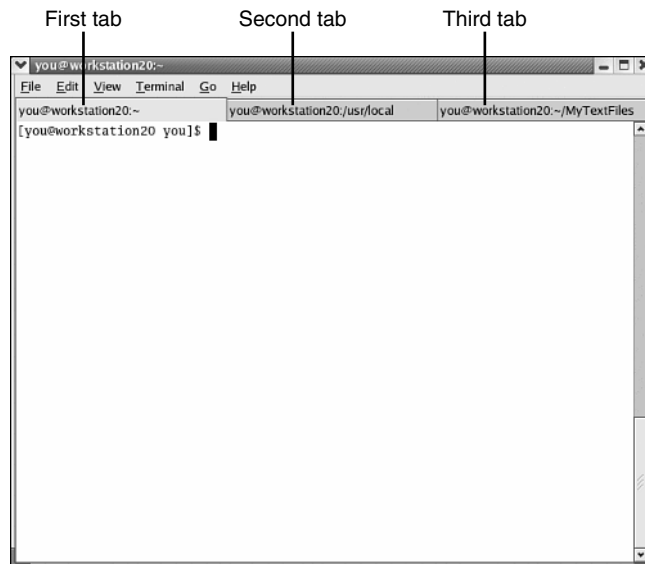 First tab Second tab Third tab
you@workstation20:~
File Edit View Terminal Go Help
you@workstation20:~ you@workstation20:/usr/local you@workstation20:~/MyTextFiles
[you@workstation20 you]$